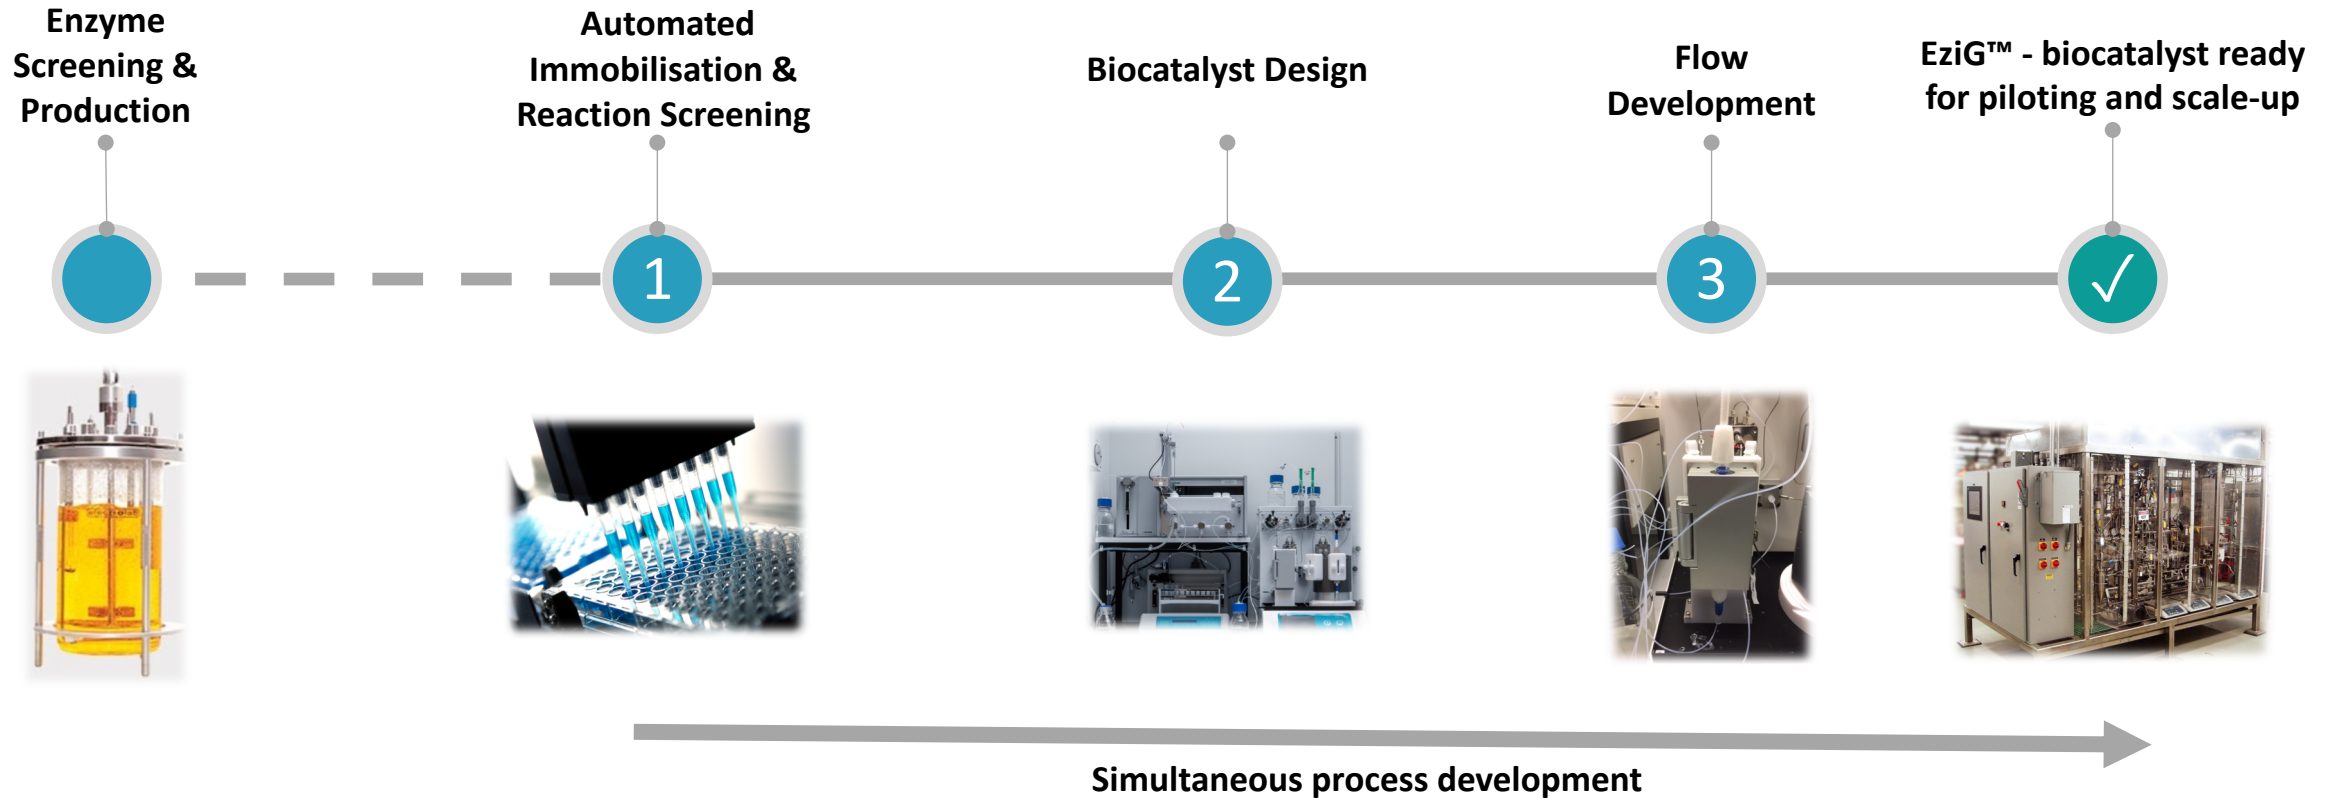 Enzyme
Screening &
Production
Automated
Immobilisation &
Reaction Screening
Biocatalyst Design
Flow
Development
EziG™ - biocatalyst ready
for piloting and scale-up
1
2
3
✓
Simultaneous process development